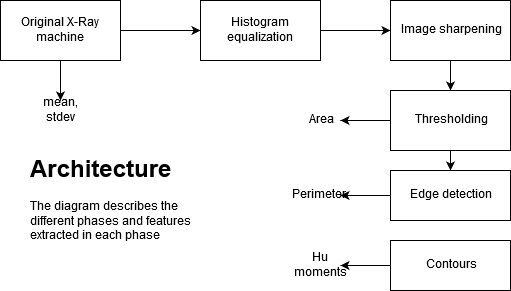 Original X-Ray
machine
Histogram
equalization
Image sharpening
mean,
stdev
Area
Thresholding
Architecture
The diagram describes the
different phases and features
extracted in each phase
Perimeter
Edge detection
Hu
moments
Contours